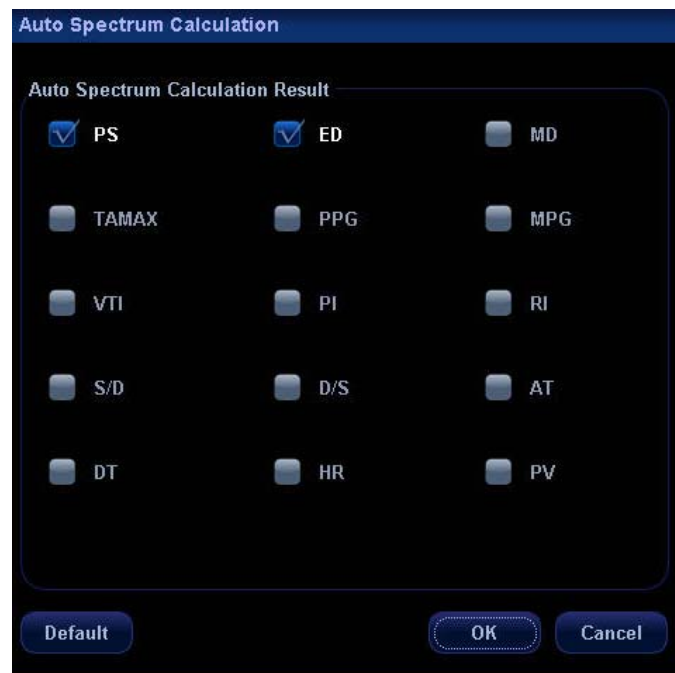 Auto Spectrum Calculation
Auto Spectrum Calculation Result
PS ED MD
TAMAX PPG MPG
VTI PI RI
S/D D/S AT
DT HR PV
Default OK Cancel